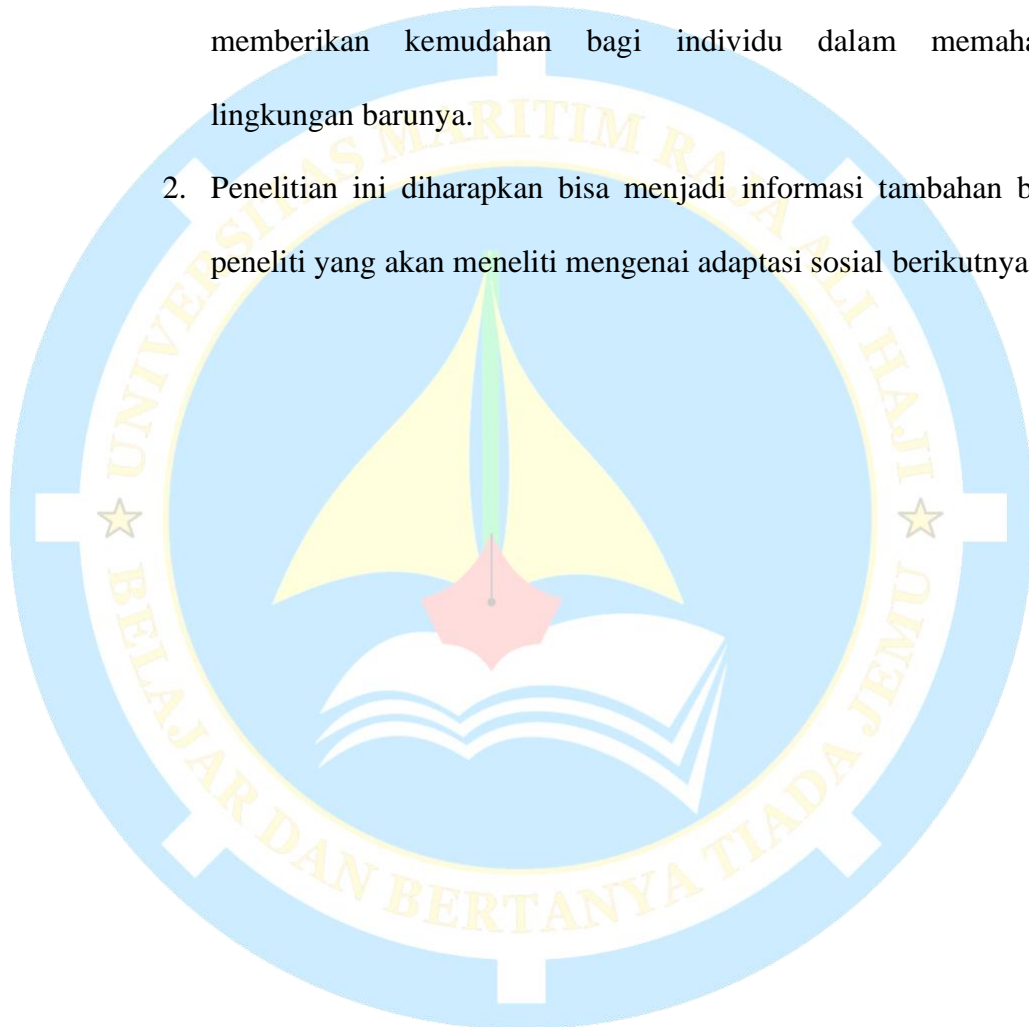 memberikan kemudahan bagi individu dalam
lingkungan barunya.
2. Penelitian ini diharapkan bisa menjadi informasi tambahan
peneliti yang akan meneliti mengenai adaptasi sosial berikutnya
UNIVERSITAS MARITIM RAJA ALI HAJI
BELAJAR DAN BERTANYA TIADA JEMU